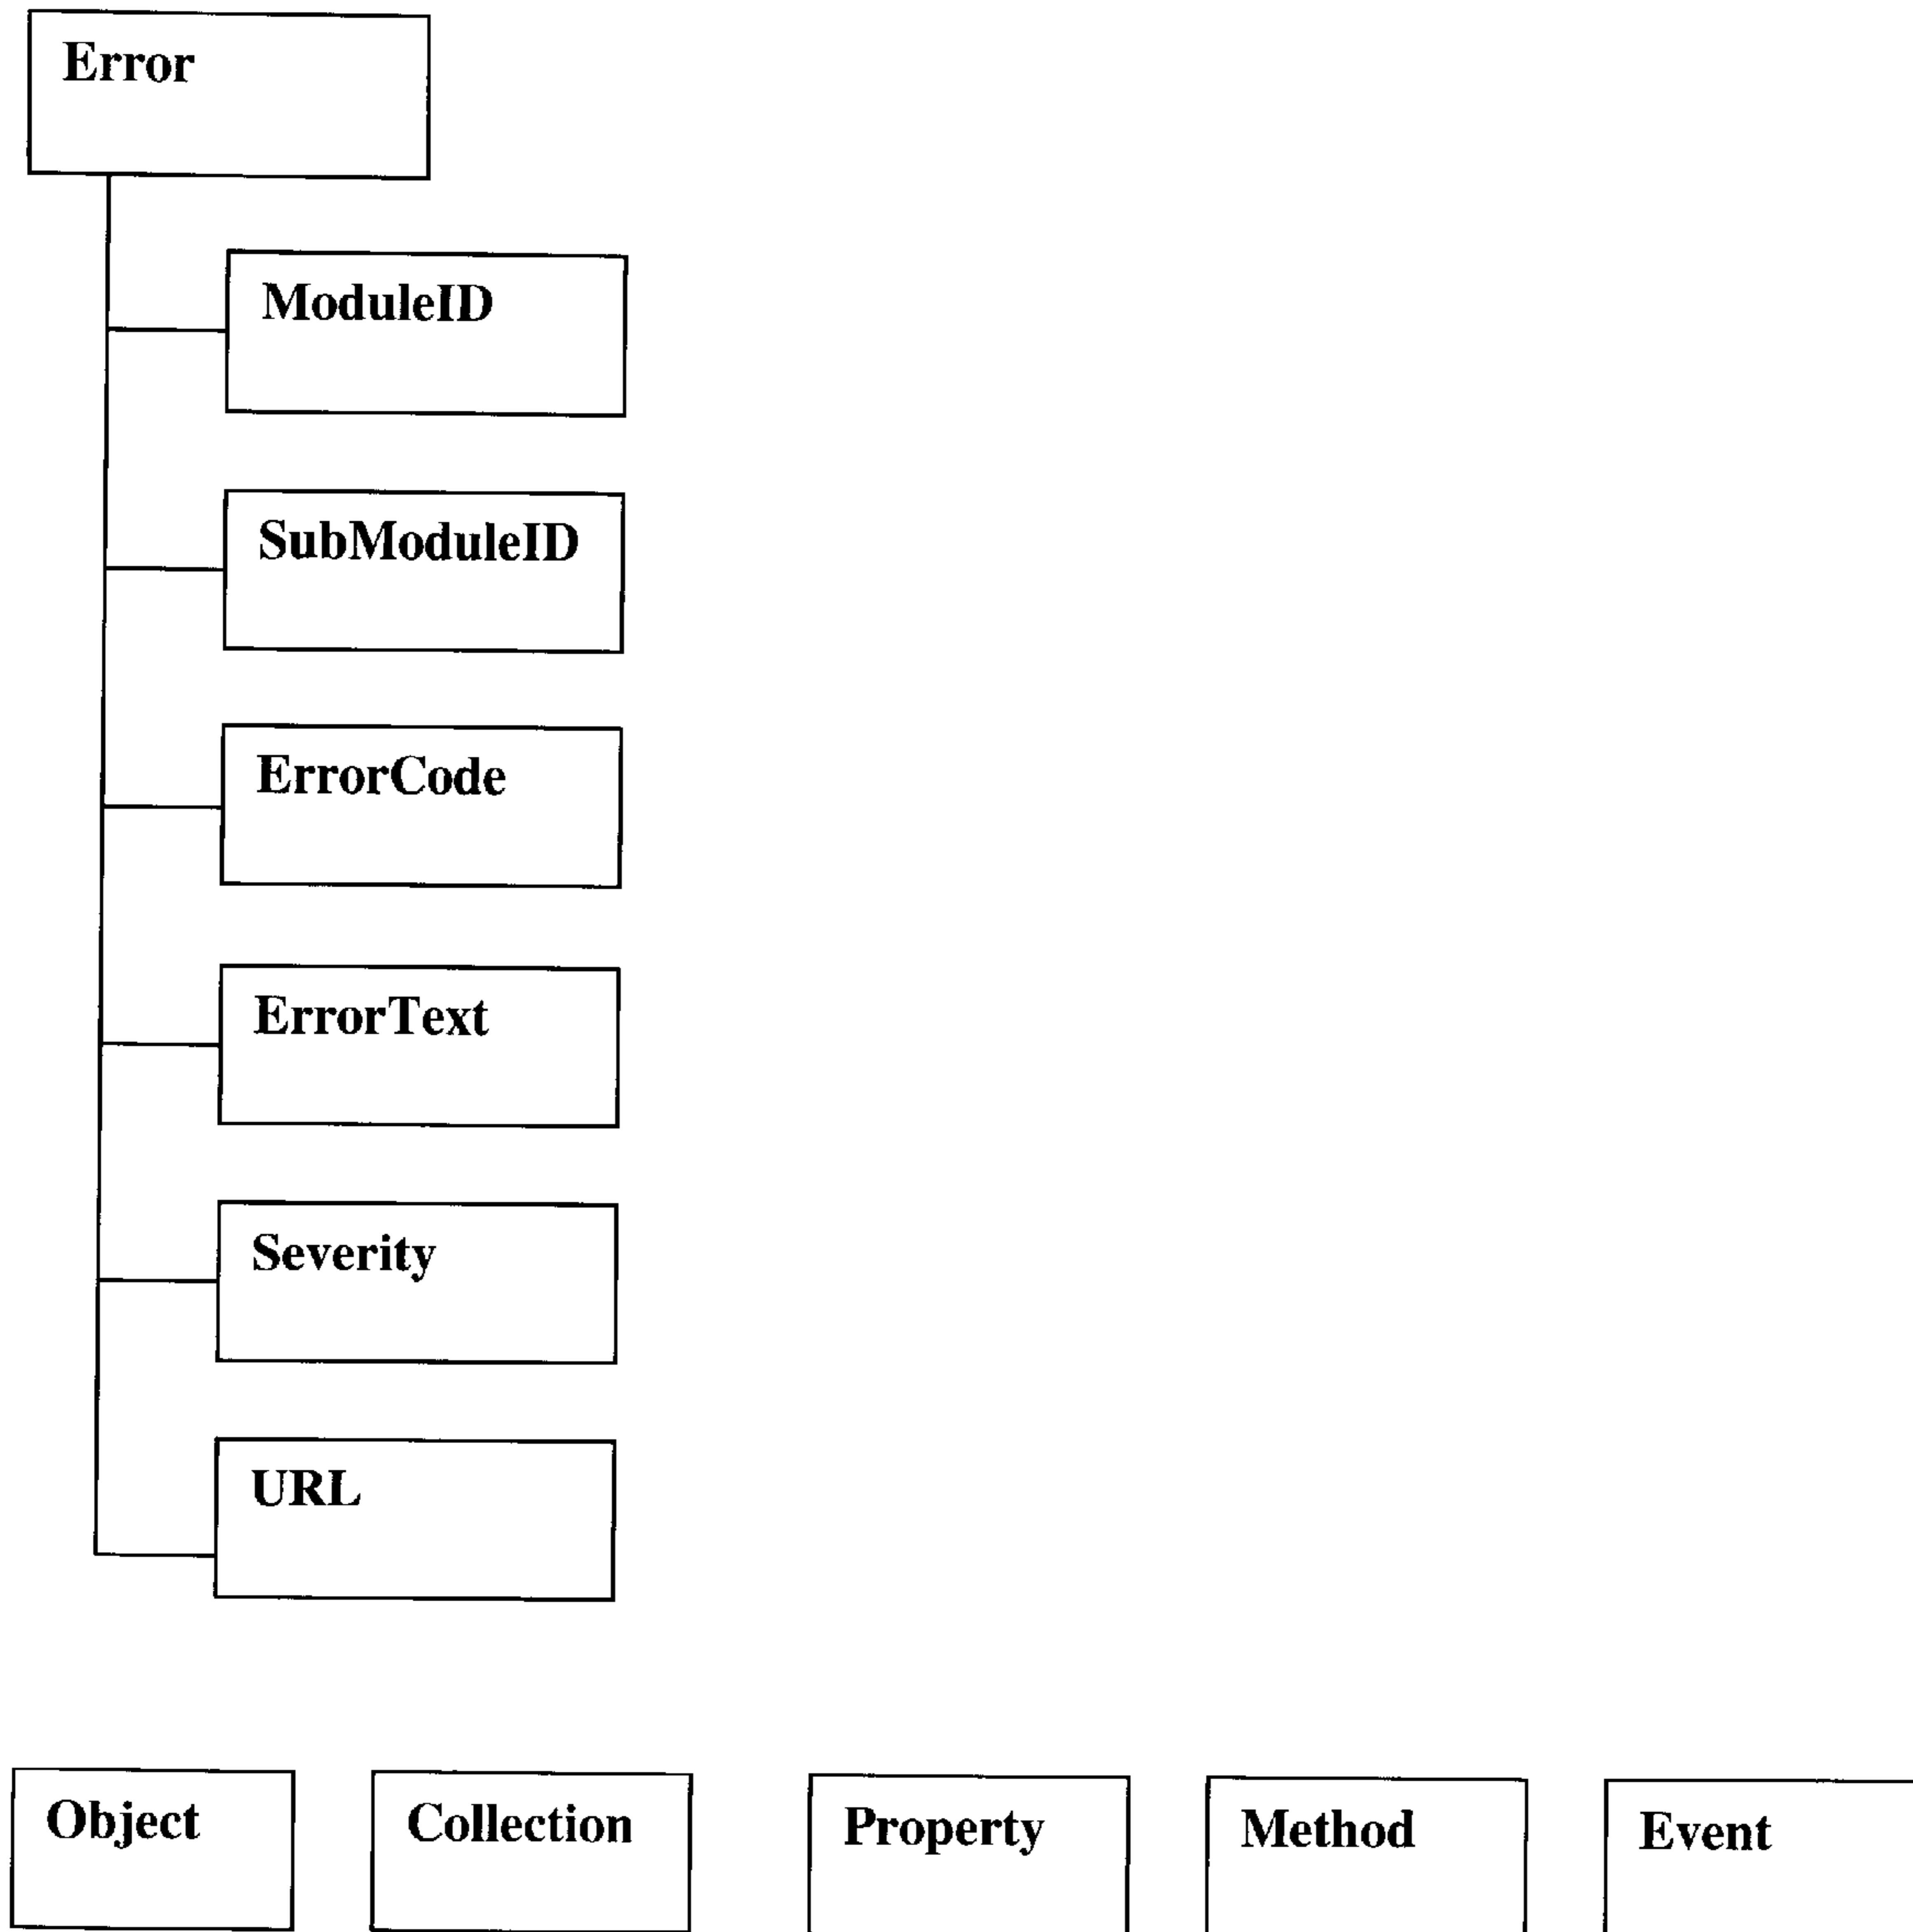 Error
ModuleID
SubModuleID
ErrorCode
ErrorText
Severity
URL
Object
Collection
Property
Method
Event